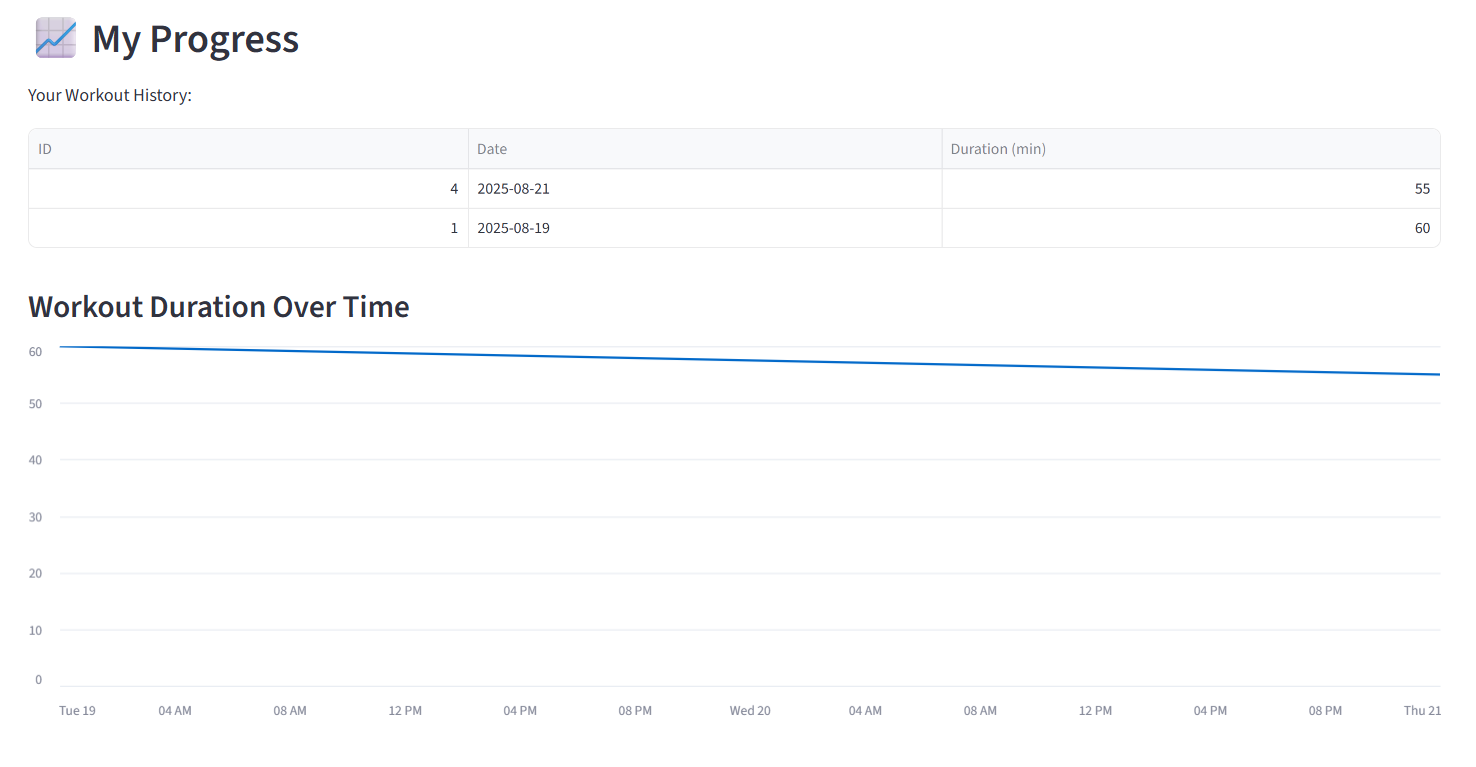 My Progress
Your Workout History:
ID Date Duration (min)
4 2025-08-21 55
1 2025-08-19 60
Workout Duration Over Time
60
50
40
30
20
10
0
Tue 19 04 AM 08 AM 12 PM 04 PM 08 PM Wed 20 04 AM 08 AM 12 PM 04 PM 08 PM Thu 21